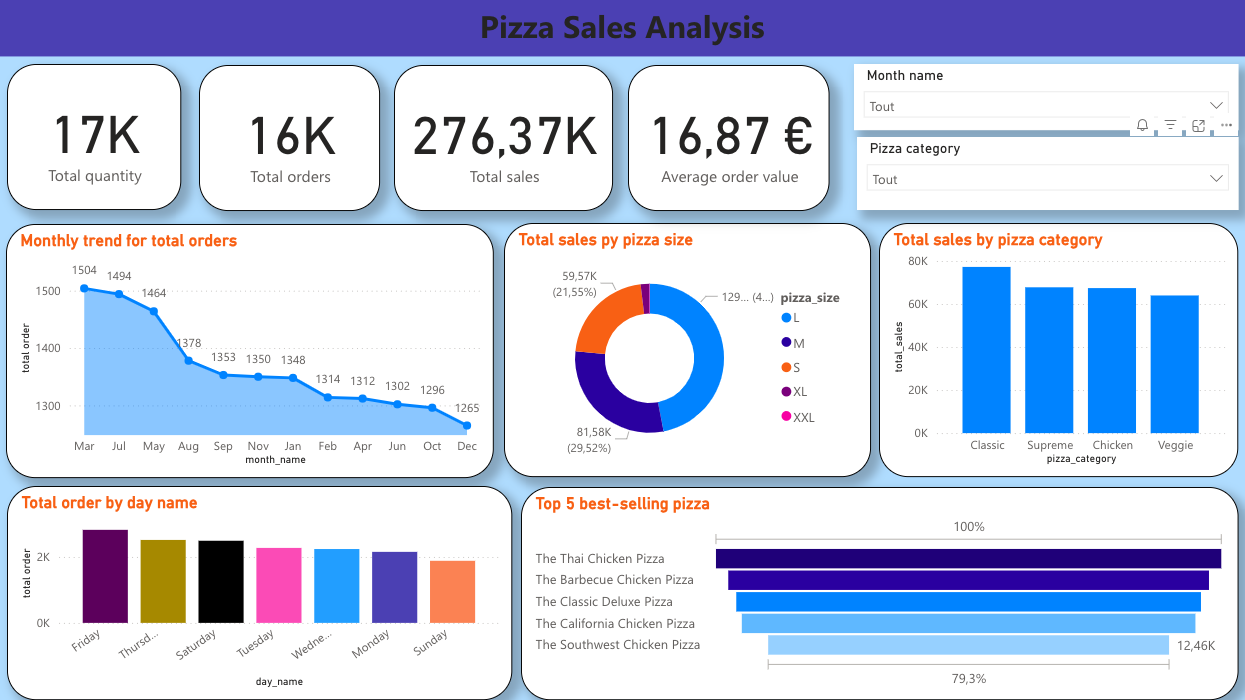 Pizza Sales Analysis
17K
Total quantity
16K
Total orders
276,37K
Total sales
16,87 €
Average order value
Month name
Tout
Pizza category
Tout
Monthly trend for total orders
total order
1500
1400
1300
1504
1494
1464
1378
1353
1350
1348
1314
1312
1302
1296
1265
Mar
Jul
May
Aug
Sep
Nov
Jan
Feb
Apr
Jun
Oct
Dec
month_name
Total sales py pizza size
59,57K
(21,55%)
129... (4...)
81,58K
(29,52%)
pizza_size
L
M
S
XL
XXL
Total sales by pizza category
total_sales
80K
60K
40K
20K
0K
Classic
Supreme
Chicken
Veggie
pizza_category
Total order by day name
total order
2K
0K
Friday
Thursd...
Saturday
Tuesday
Wedne...
Monday
Sunday
day_name
Top 5 best-selling pizza
100%
The Thai Chicken Pizza
The Barbecue Chicken Pizza
The Classic Deluxe Pizza
The California Chicken Pizza
The Southwest Chicken Pizza
12,46K
79,3%